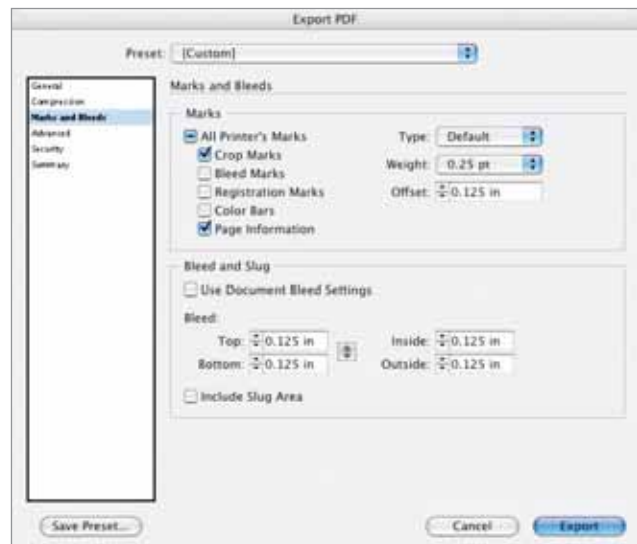 Export PDF
Preset: [Custom]
General
Compression
Marks and Bleeds
Advanced
Security
Summary
Marks and Bleeds
Marks
All Printer's Marks
Crop Marks
Bleed Marks
Registration Marks
Color Bars
Page Information
Type: Default
Weight: 0.25 pt
Offset: 0.125 in
Bleed and Slug
Use Document Bleed Settings
Bleed:
Top: 0.125 in
Bottom: 0.125 in
Inside: 0.125 in
Outside: 0.125 in
Include Slug Area
Save Preset...
Cancel
Export